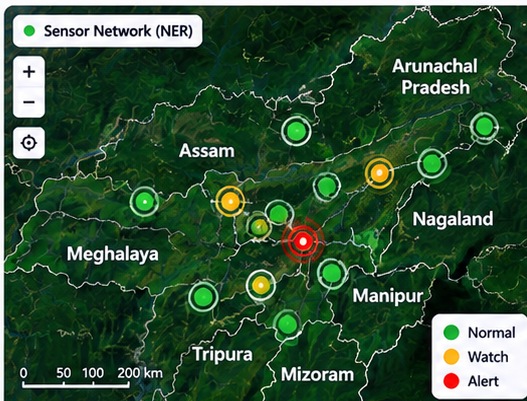 Sensor Network (NER)
+
−
Arunachal
Pradesh
Assam
Nagaland
Meghalaya
Manipur
Tripura
Mizoram
0 50 100 200 km
Normal
Watch
Alert